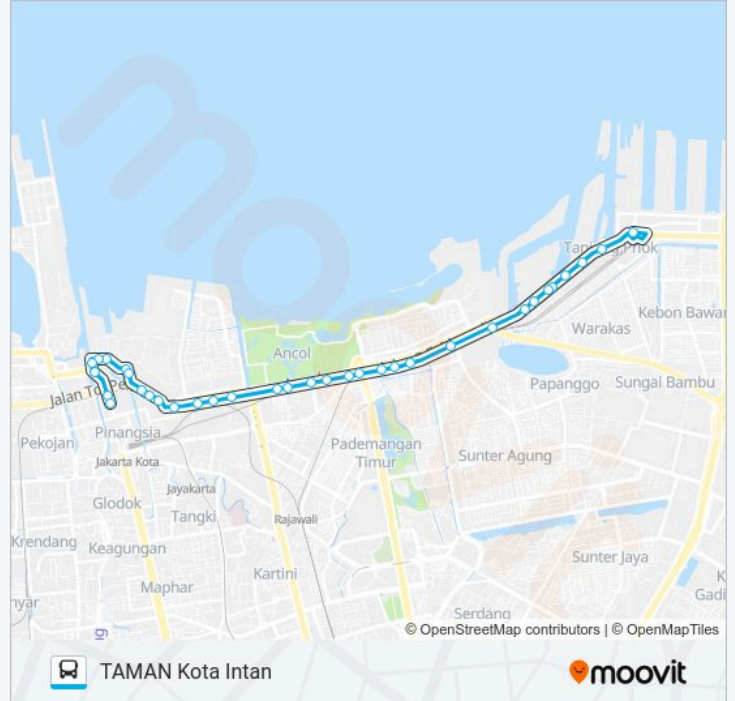 Tanjung Priok
Kebon Bawa
Warakas
Ancol
Papanggo
Sungai Bambu
Jalan Tol Pe
Pekojan
Pinangsia
Pademangan
Timur
Sunter Agung
Jakarta Kota
Jayakarta
Glodok
Tangki
Rajawali
Krendang
Keagungan
Sunter Jaya
Maphar
Kartini
K
Gadi
nyar
Serdang
© OpenStreetMap contributors | © OpenMapTiles
TAMAN Kota Intan
moovit